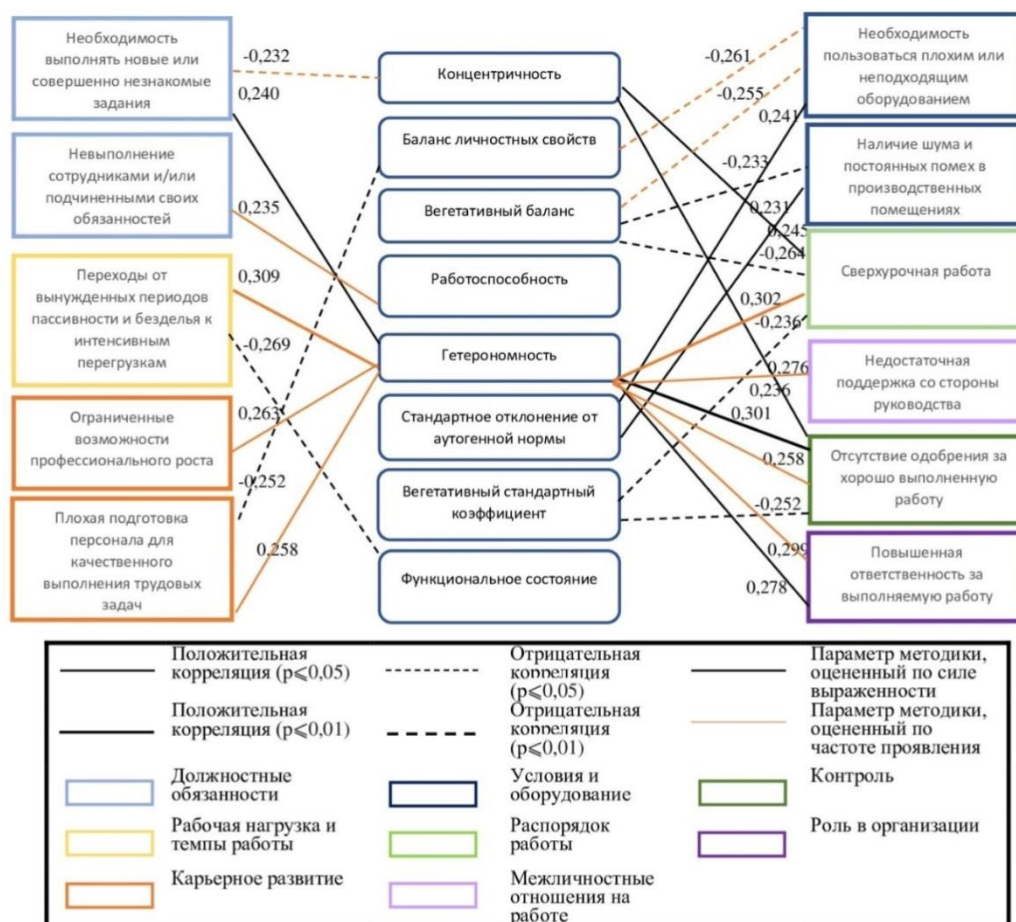 Необходимость
выполнять новые или
совершенно незнакомые
задания
Невыполнение
сотрудниками и/или
подчиненными своих
обязанностей
Переходы от
вынужденных периодов
пассивности и безделья к
интенсивным
перегрузкам
Ограниченные
возможности
профессионального роста
Плохая подготовка
персонала для
качественного
выполнения трудовых
задач
-0,232
0,240
0,235
0,309
-0,269
0,263
-0,252
0,258
Концентричность
Баланс личностных свойств
Вегетативный баланс
Работоспособность
Гетерономность
Стандартное отклонение от
аутогенной нормы
Вегетативный стандартный
коэффициент
Функциональное состояние
-0,261
-0,255
0,241
-0,233
0,231
0,245
-0,264
0,302
-0,236
0,276
0,236
0,301
0,258
-0,252
0,299
0,278
Необходимость
пользоваться плохим или
неподходящим
оборудованием
Наличие шума и
постоянных помех в
производственных
помещениях
Сверхурочная работа
Недостаточная
поддержка со стороны
руководства
Отсутствие одобрения за
хорошо выполненную
работу
Повышенная
ответственность за
выполняемую работу
Положительная
корреляция (p⩽0,05)
Отрицательная
корреляция
(p⩽0,05)
Параметр методики,
оцененный по силе
выраженности
Положительная
корреляция (p⩽0,01)
Отрицательная
корреляция
(p⩽0,01)
Параметр методики,
оцененный по
частоте проявления
Должностные
обязанности
Условия и
оборудование
Контроль
Рабочая нагрузка и
темпы работы
Распорядок
работы
Роль в организации
Карьерное развитие
Межличностные
отношения на
работе